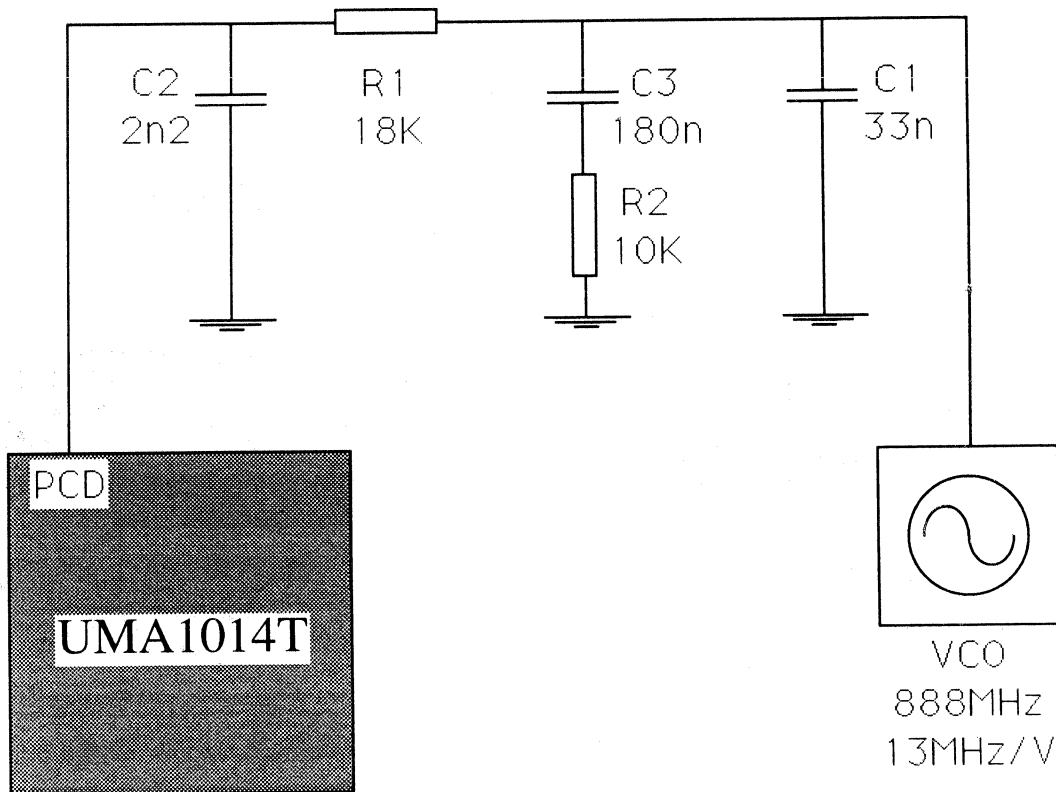 C2
2n2
R1
18K
C3
180n
C1
33n
R2
10K
PCD
UMA1014T
VCO
888MHz
13MHz/V